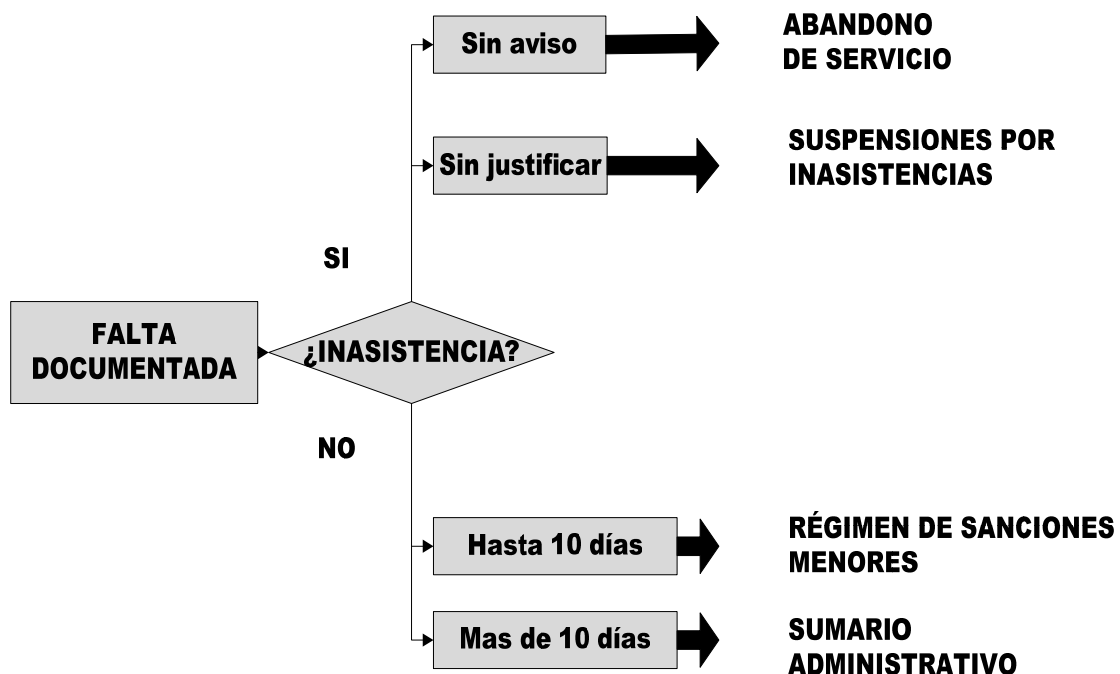 Sin aviso
ABANDONO
DE SERVICIO
Sin justificar
SUSPENSIONES POR
INASISTENCIAS
SI
FALTA
DOCUMENTADA
¿INASISTENCIA?
NO
Hasta 10 días
RÉGIMEN DE SANCIONES
MENORES
Mas de 10 días
SUMARIO
ADMINISTRATIVO